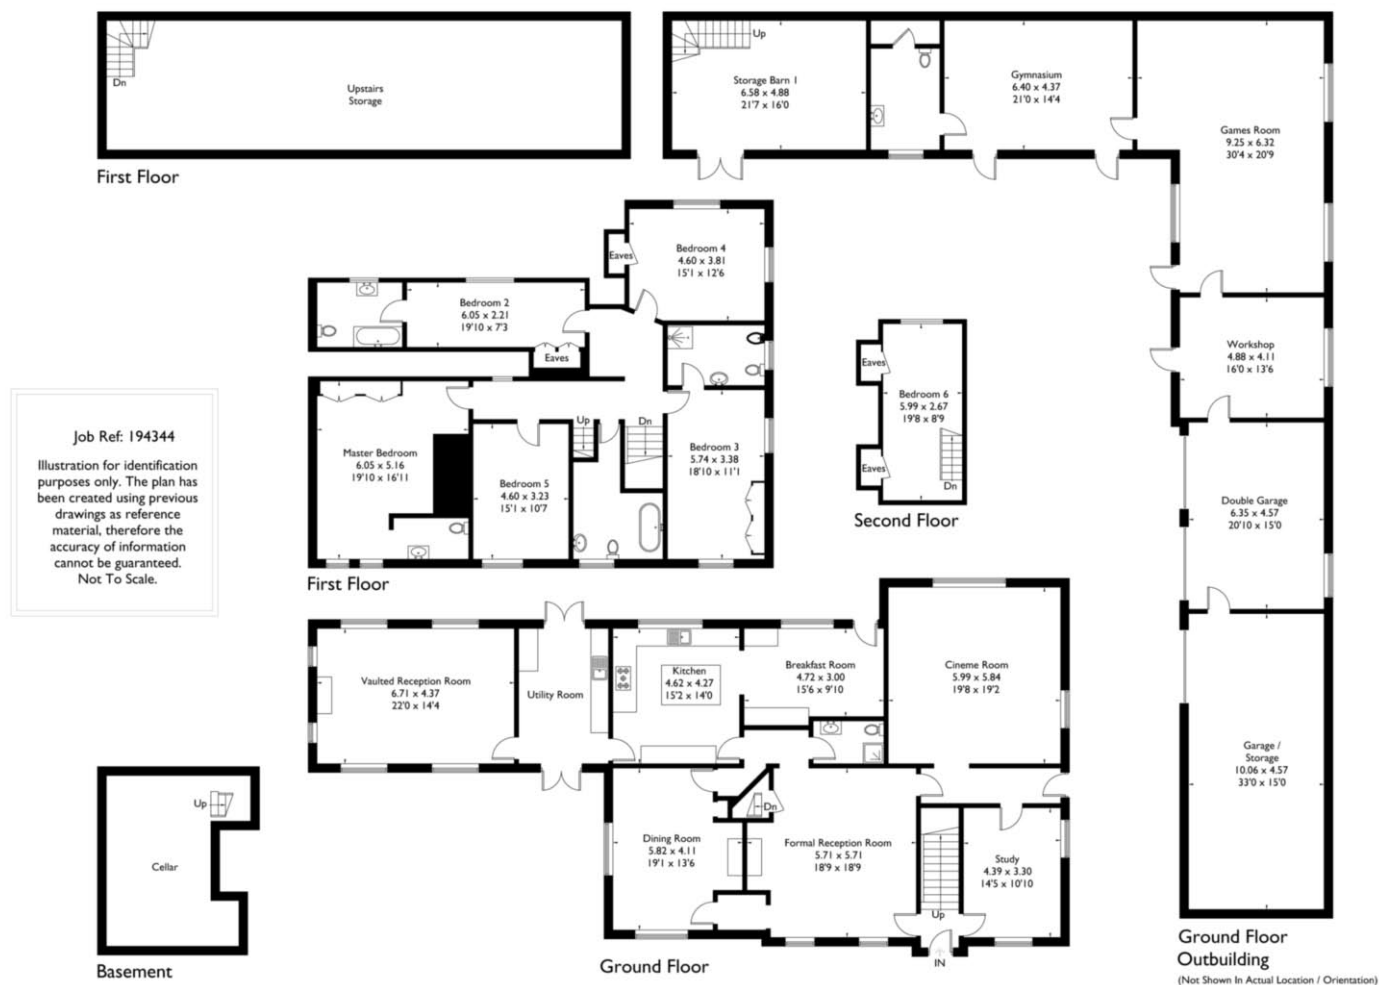 Up
Dn
Upstairs
Storage
First Floor
Storage Barn 1
6.58 x 4.88
21'7 x 16'0
Gymnasium
6.40 x 4.37
21'0 x 14'4
Games Room
9.25 x 6.32
30'4 x 20'9
Workshop
4.88 x 4.11
16'0 x 13'6
Double Garage
6.35 x 4.57
20'10 x 15'0
Garage /
Storage
10.06 x 4.57
33'0 x 15'0
Ground Floor
Outbuilding
(Not Shown In Actual Location / Orientation)
Eaves
Bedroom 4
4.60 x 3.81
15'1 x 12'6
Bedroom 2
6.05 x 2.21
19'10 x 7'3
Eaves
Master Bedroom
6.05 x 5.16
19'10 x 16'11
Up
Dn
Bedroom 3
5.74 x 3.38
18'10 x 11'1
Bedroom 5
4.60 x 3.23
15'1 x 10'7
First Floor
Eaves
Bedroom 6
5.99 x 2.67
19'8 x 8'9
Eaves
Dn
Second Floor
Job Ref: 194344
Illustration for identification
purposes only. The plan has
been created using previous
drawings as reference
material, therefore the
accuracy of information
cannot be guaranteed.
Not To Scale.
Vaulted Reception Room
6.71 x 4.37
22'0 x 14'4
Utility Room
Kitchen
4.62 x 4.27
15'2 x 14'0
Breakfast Room
4.72 x 3.00
15'6 x 9'10
Cineme Room
5.99 x 5.84
19'8 x 19'2
Dn
Dining Room
5.82 x 4.11
19'1 x 13'6
Formal Reception Room
5.71 x 5.71
18'9 x 18'9
Study
4.39 x 3.30
14'5 x 10'10
Up
IN
Ground Floor
Up
Cellar
Basement